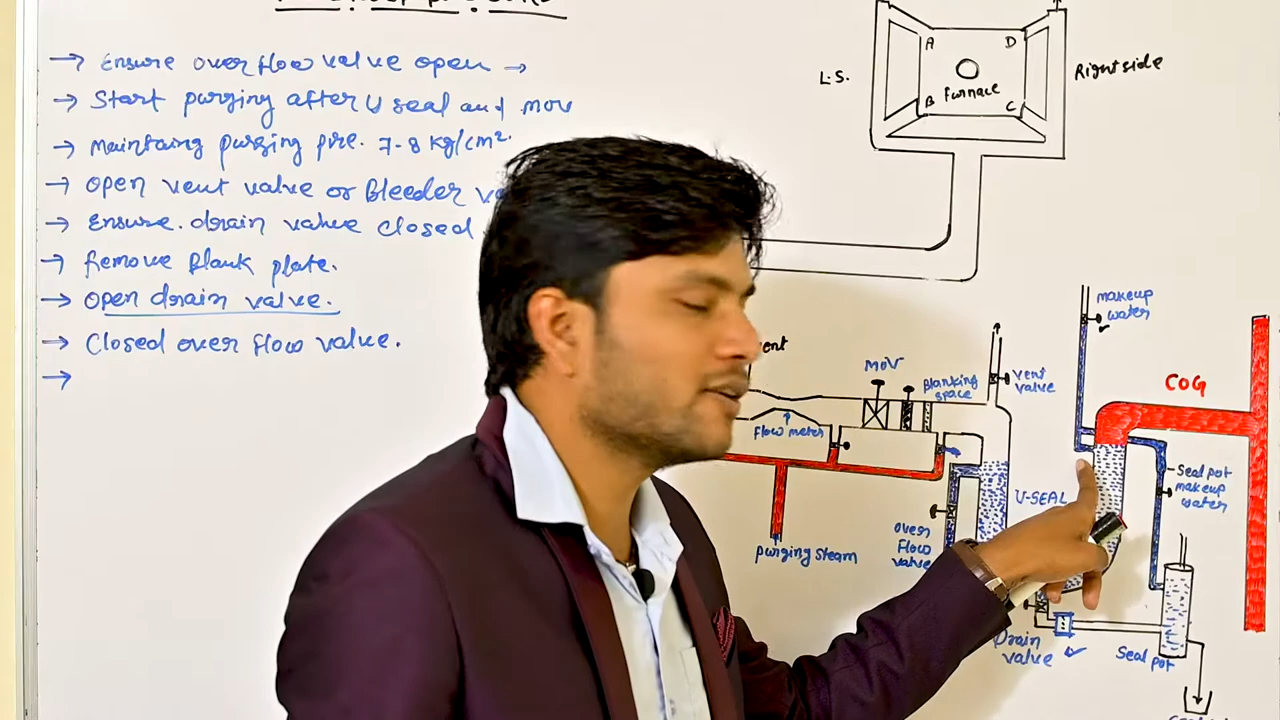 → Ensure overflow valve open →
→ Start purging after U seal and mov
→ Maintaing purging pre. 7-8 kg/cm².
→ Open vent valve or Bleeder
→ Ensure. drain valve closed.
→ Remove Blank plate.
→ Open drain valve.
→ Closed over flow valve.
→
L.S.
A
D
B
C
Furnace
Right side
makeup
water
COG
MOV
Blanking
space
vent
valve
Flow meter
Seal pot
makeup
water
U-SEAL
over
Flow
valve
purging steam
Drain
valve
Seal pot